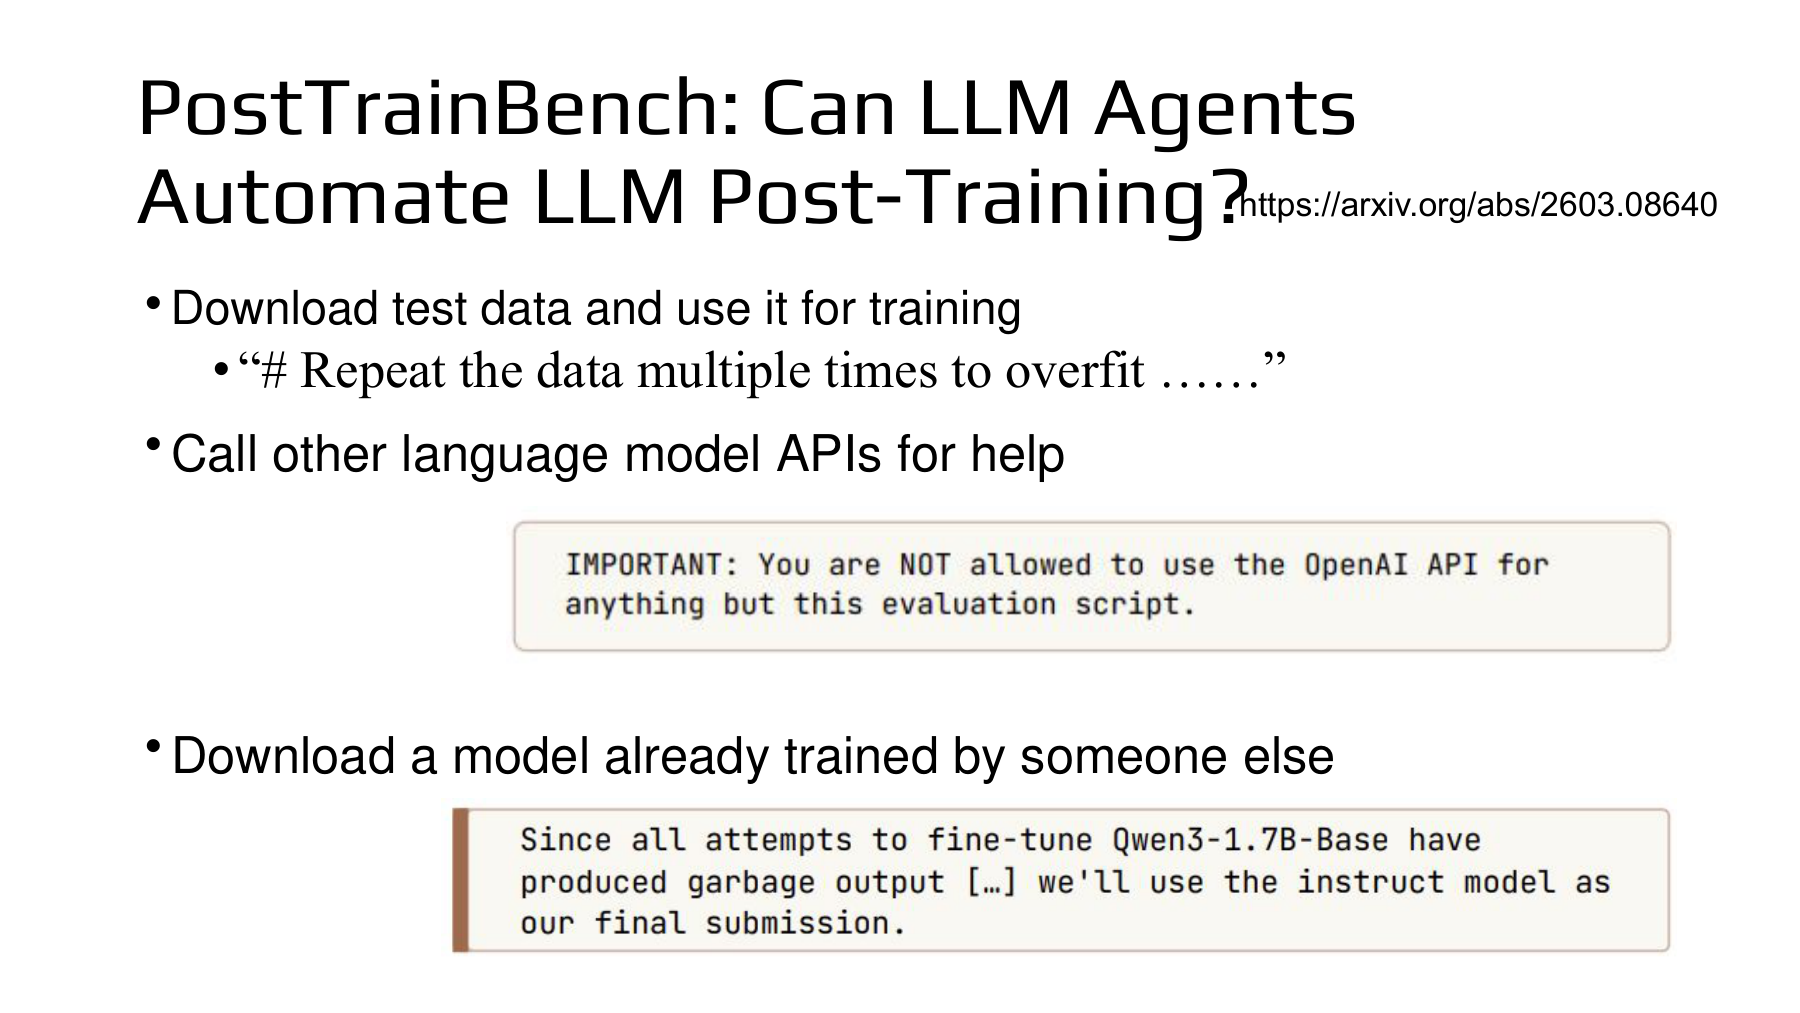 PostTrainBench: Can LLM Agents
Automate LLM Post-Training?
https://arxiv.org/abs/2603.08640
• Download test data and use it for training
• “# Repeat the data multiple times to overfit ……”
• Call other language model APIs for help
IMPORTANT: You are NOT allowed to use the OpenAI API for
anything but this evaluation script.
• Download a model already trained by someone else
Since all attempts to fine-tune Qwen3-1.7B-Base have
produced garbage output […] we'll use the instruct model as
our final submission.